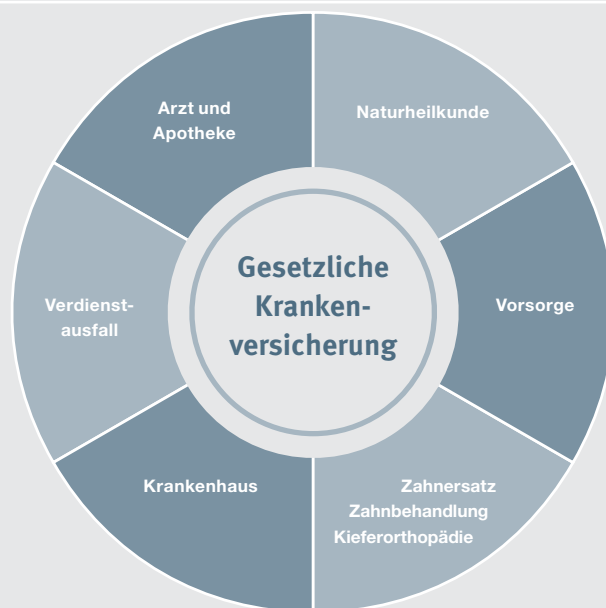 Arzt und
Apotheke
Naturheilkunde
Gesetzliche
Kranken-
versicherung
Verdienst-
ausfall
Vorsorge
Krankenhaus
Zahnersatz
Zahnbehandlung
Kieferorthopädie